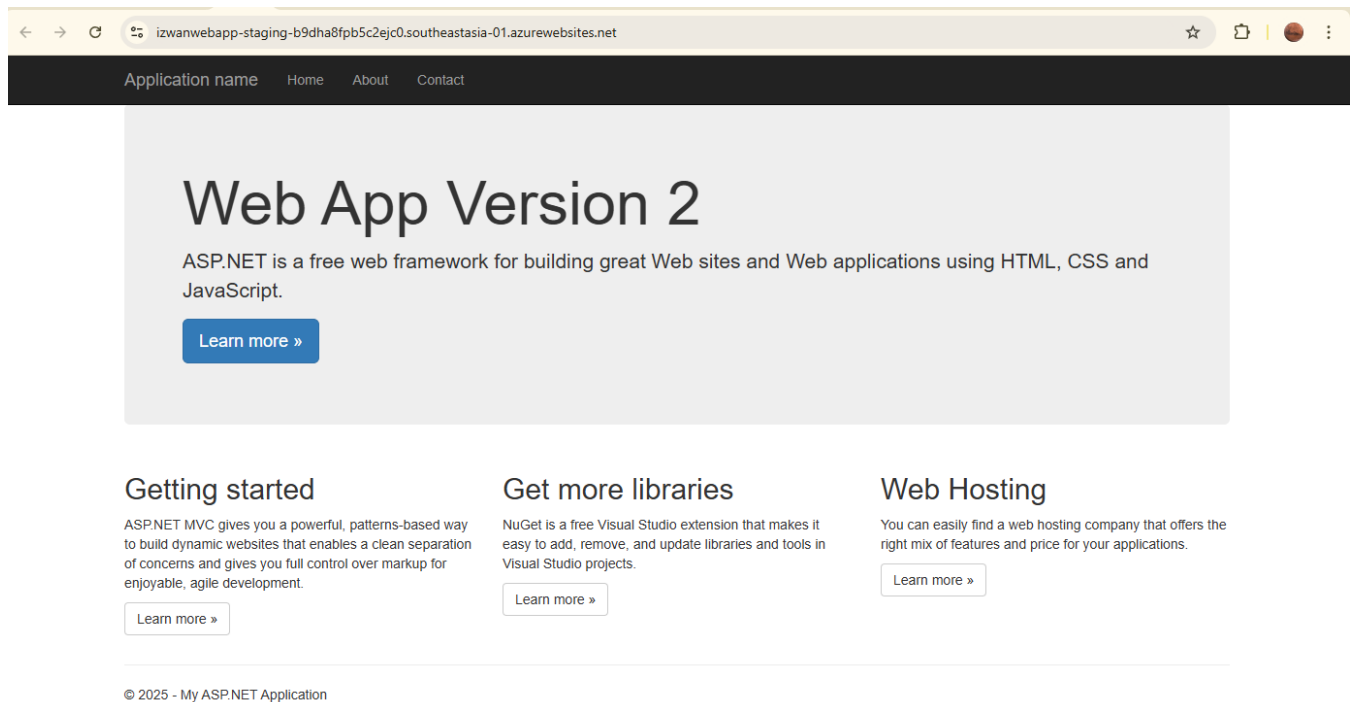 izwanwebapp-staging-b9dha8fpb5c2ejc0.southeastasia-01.azurewebsites.net
Application name Home About Contact
Web App Version 2
ASP.NET is a free web framework for building great Web sites and Web applications using HTML, CSS and
JavaScript.
Learn more »
Getting started
ASP.NET MVC gives you a powerful, patterns-based way
to build dynamic websites that enables a clean separation
of concerns and gives you full control over markup for
enjoyable, agile development.
Learn more »
Get more libraries
NuGet is a free Visual Studio extension that makes it
easy to add, remove, and update libraries and tools in
Visual Studio projects.
Learn more »
Web Hosting
You can easily find a web hosting company that offers the
right mix of features and price for your applications.
Learn more »
© 2025 - My ASP.NET Application